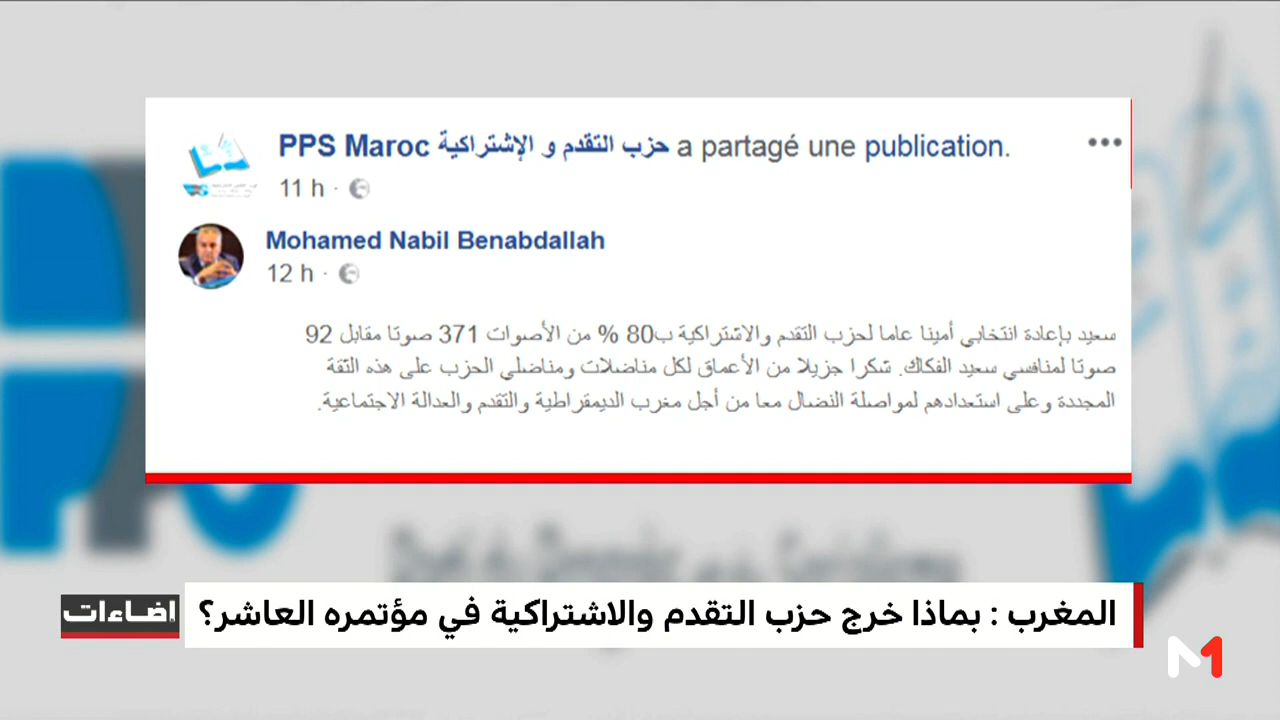 PPS Maroc حزب التقدم و الإشتراكية a partagé une publication.
11 h ·
Mohamed Nabil Benabdallah
12 h ·
سعيد بإعادة انتخابي أمينا عاما لحزب التقدم والاشتراكية ب80 % من الأصوات 371 صوتا مقابل 92
صوتا لمنافسي سعيد الفكاك. شكرا جزيلا من الأعماق لكل مناضلات ومناضلي الحزب على هذه الثقة
المجددة وعلى استعدادهم لمواصلة النضال معا من أجل مغرب الديمقراطية والتقدم والعدالة الاجتماعية.
المغرب : بماذا خرج حزب التقدم والاشتراكية في مؤتمره العاشر؟
إضاءات
M1